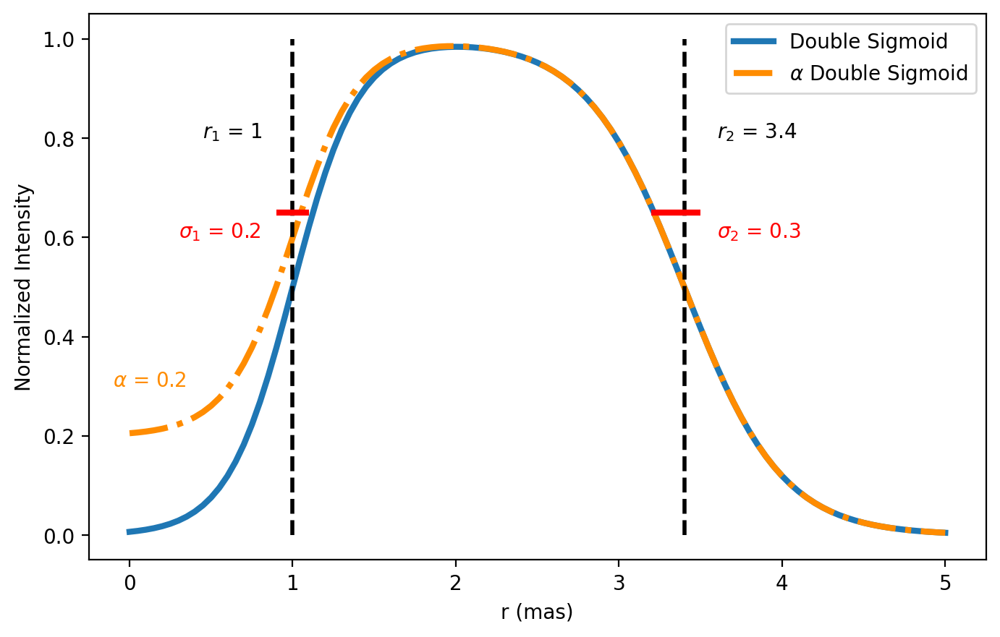 Double Sigmoid
α Double Sigmoid
r₁ = 1
r₂ = 3.4
σ₁ = 0.2
σ₂ = 0.3
α = 0.2
Normalized Intensity
1.0
0.8
0.6
0.4
0.2
0.0
0 1 2 3 4 5
r (mas)